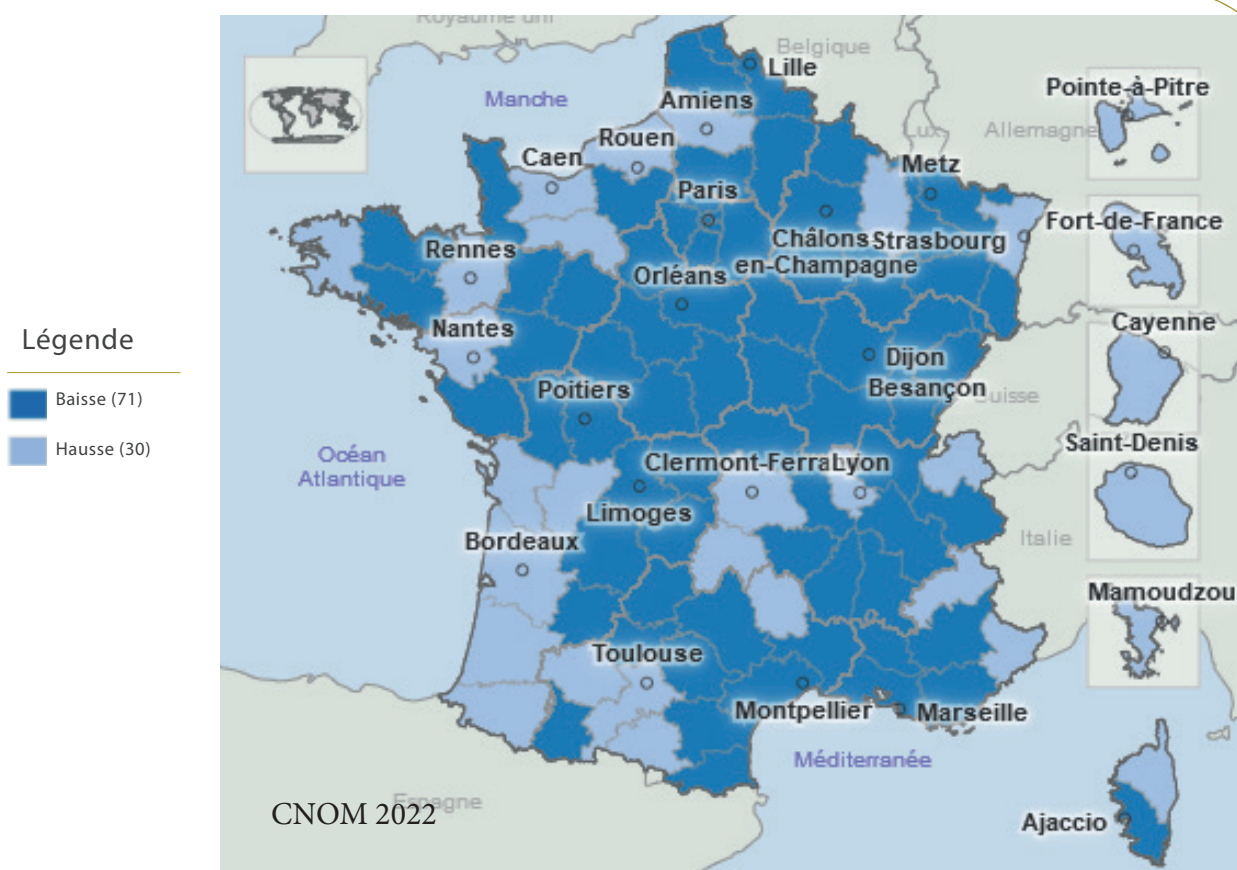 Royaume uni
Belgique
Lille
Manche
Amiens
Pointe-à-Pitre
Rouen
Lux.
Allemagne
Caen
Metz
Paris
Fort-de-France
Rennes
Châlons
en-Champagne
Strasbourg
Orléans
Nantes
Cayenne
Légende
Dijon
Baisse (71)
Poitiers
Besançon
Suisse
Hausse (30)
Océan
Atlantique
Saint-Denis
Clermont-Ferra
Lyon
Limoges
Italie
Bordeaux
Mamoudzou
Toulouse
Montpellier
Marseille
Méditerranée
Espagne
CNOM 2022
Ajaccio